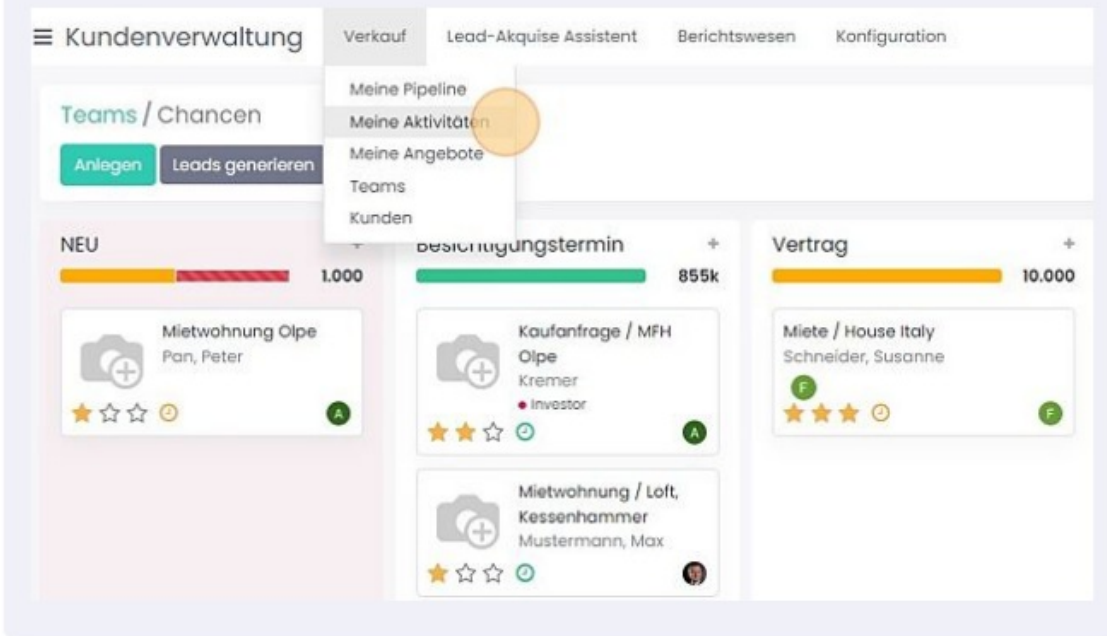 Kundenverwaltung Verkauf Lead-Akquise Assistent Berichtswesen Konfiguration
Meine Pipeline
Meine Aktivitäten
Meine Angebote
Teams
Kunden
Teams / Chancen
Anlegen Leads generieren
NEU +
1.000
Mietwohnung Olpe
Pan, Peter
A
Besichtigungstermin +
855k
Kaufanfrage / MFH
Olpe
Kremer
Investor
A
Mietwohnung / Loft,
Kessenhammer
Mustermann, Max
Vertrag +
10.000
Miete / House Italy
Schneider, Susanne
F
F